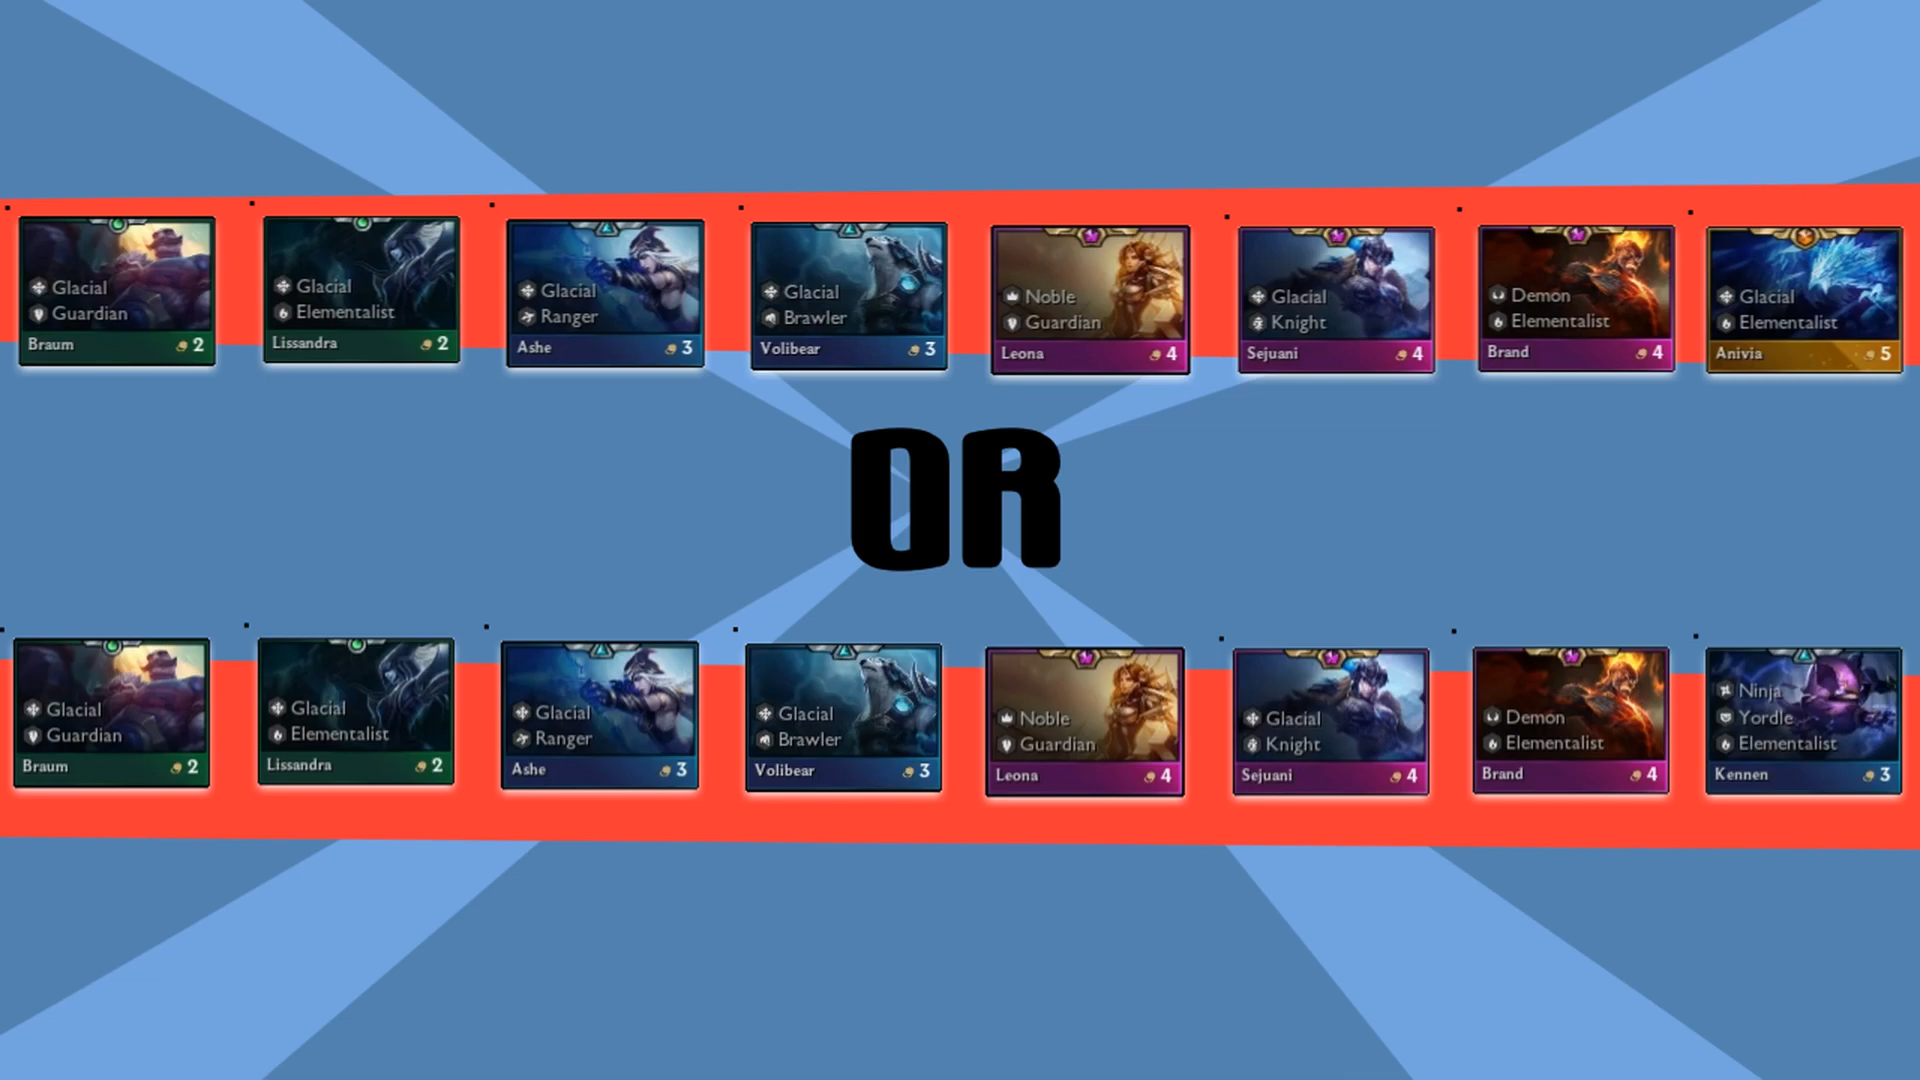 Glacial
Guardian
Braum 2
Glacial
Elementalist
Lissandra 2
Glacial
Ranger
Ashe 3
Glacial
Brawler
Volibear 3
Noble
Guardian
Leona 4
Glacial
Knight
Sejuani 4
Demon
Elementalist
Brand 4
Glacial
Elementalist
Anivia 5
OR
Glacial
Guardian
Braum 2
Glacial
Elementalist
Lissandra 2
Glacial
Ranger
Ashe 3
Glacial
Brawler
Volibear 3
Noble
Guardian
Leona 4
Glacial
Knight
Sejuani 4
Demon
Elementalist
Brand 4
Ninja
Yordle
Elementalist
Kennen 3